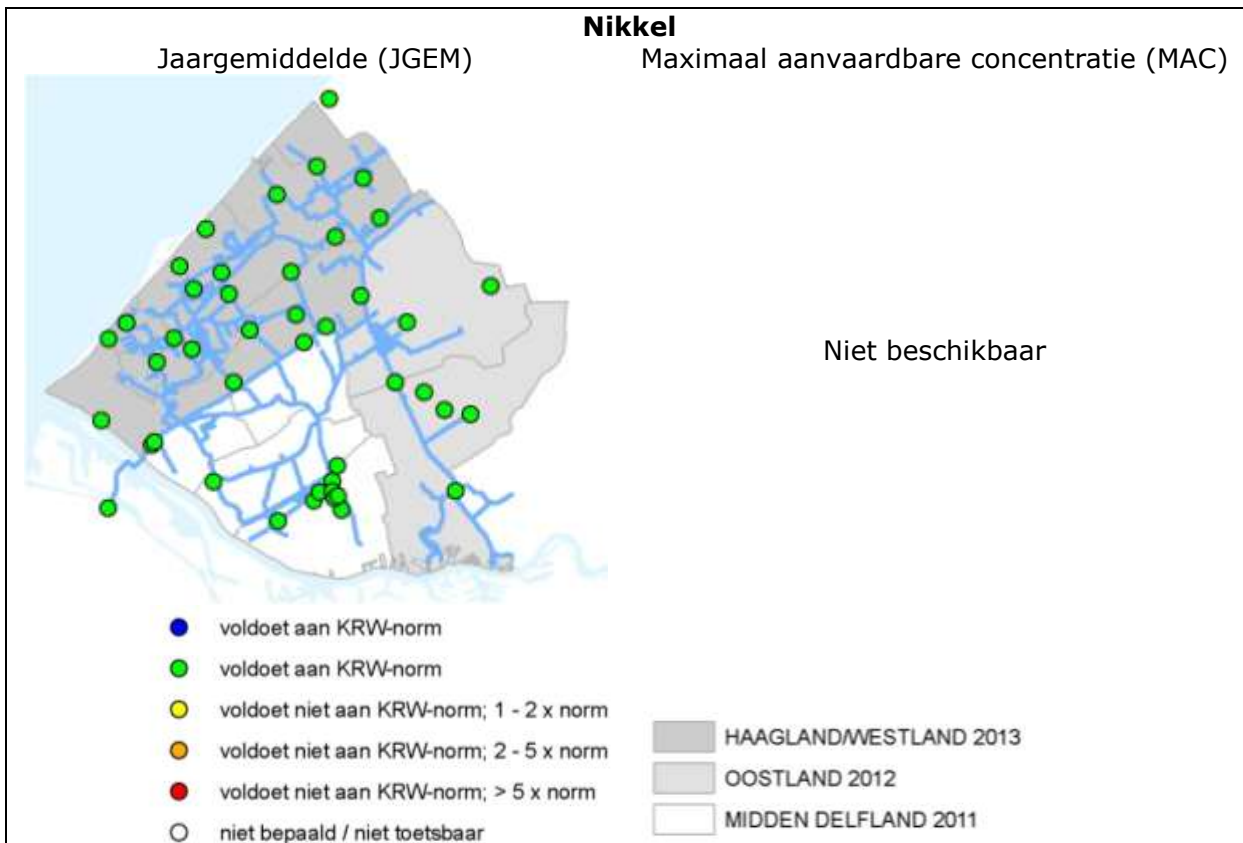 Nikkel
Jaargemiddelde (JGEM)
Maximaal aanvaardbare concentratie (MAC)
Niet beschikbaar
voldoet aan KRW-norm
voldoet aan KRW-norm
voldoet niet aan KRW-norm; 1 - 2 x norm
voldoet niet aan KRW-norm; 2 - 5 x norm
voldoet niet aan KRW-norm; > 5 x norm
niet bepaald / niet toetsbaar
HAAGLAND/WESTLAND 2013
OOSTLAND 2012
MIDDEN DELFLAND 2011